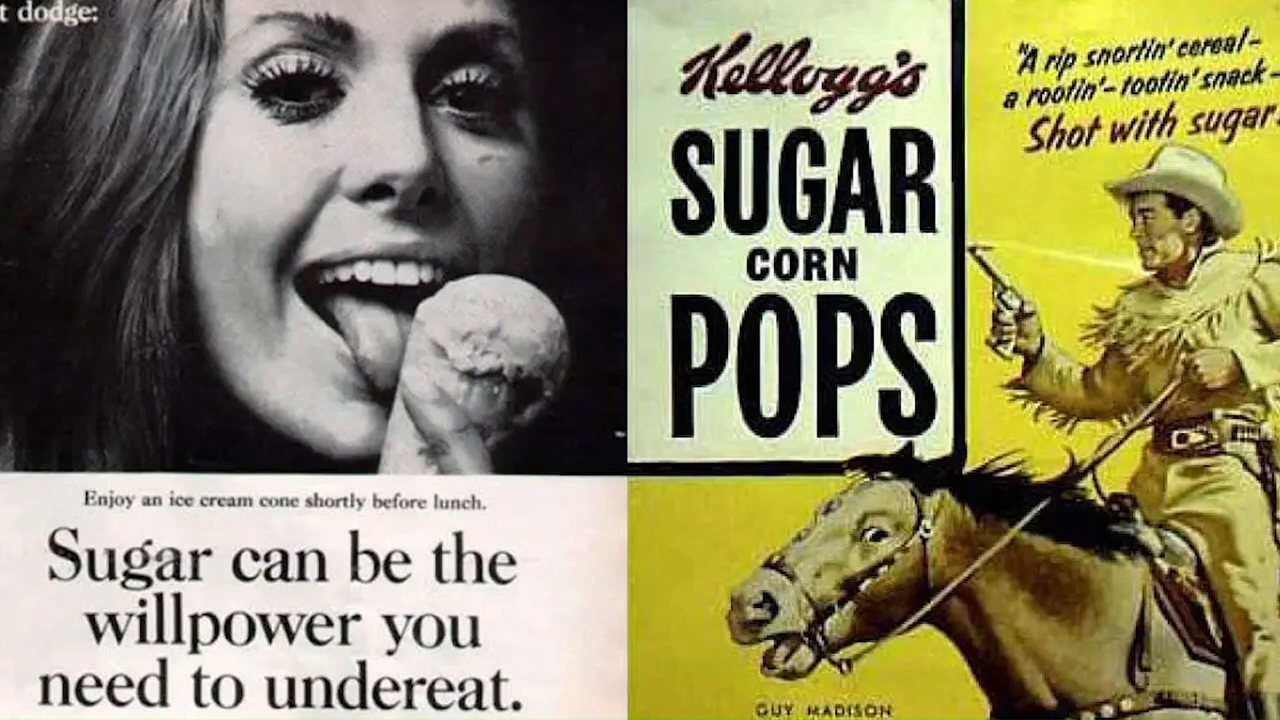 t dodge:
Enjoy an ice cream cone shortly before lunch.
Sugar can be the
willpower you
need to undereat.
Kellogg's
SUGAR
CORN
POPS
"A rip snortin' cereal-
a rootin'-tootin' snack-
Shot with sugar!
GUY MADISON